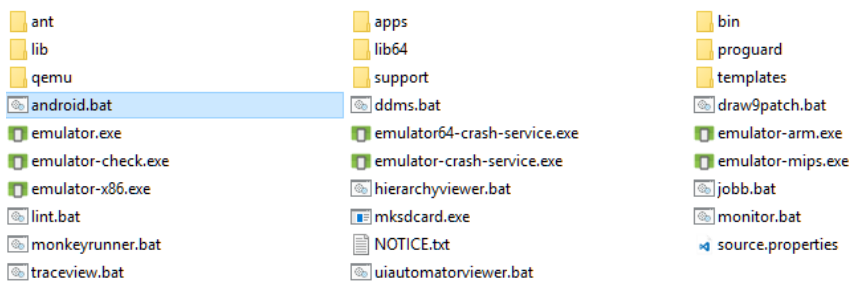 ant
apps
bin
lib
lib64
proguard
qemu
support
templates
android.bat
ddms.bat
draw9patch.bat
emulator.exe
emulator64-crash-service.exe
emulator-arm.exe
emulator-check.exe
emulator-crash-service.exe
emulator-mips.exe
emulator-x86.exe
hierarchyviewer.bat
jobb.bat
lint.bat
mksdcard.exe
monitor.bat
monkeyrunner.bat
NOTICE.txt
source.properties
traceview.bat
uiautomatorviewer.bat